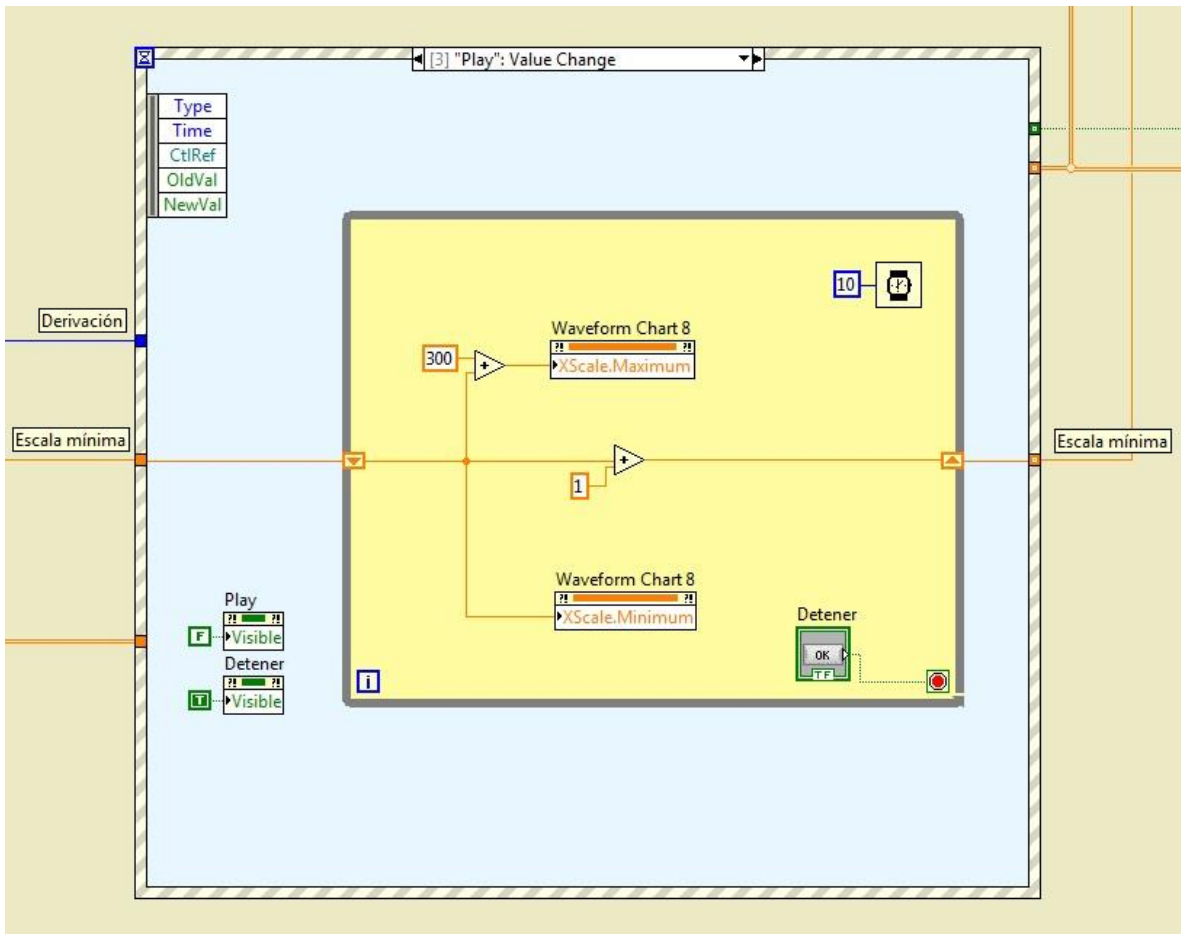 [3] "Play": Value Change
Type
Time
CtlRef
OldVal
NewVal
10
Derivación
Waveform Chart 8
300
XScale.Maximum
Escala mínima
Escala mínima
1
Waveform Chart 8
XScale.Minimum
Play
?! ?!
F
Visible
Detener
?! ?!
T
Visible
Detener
OK
TF
i